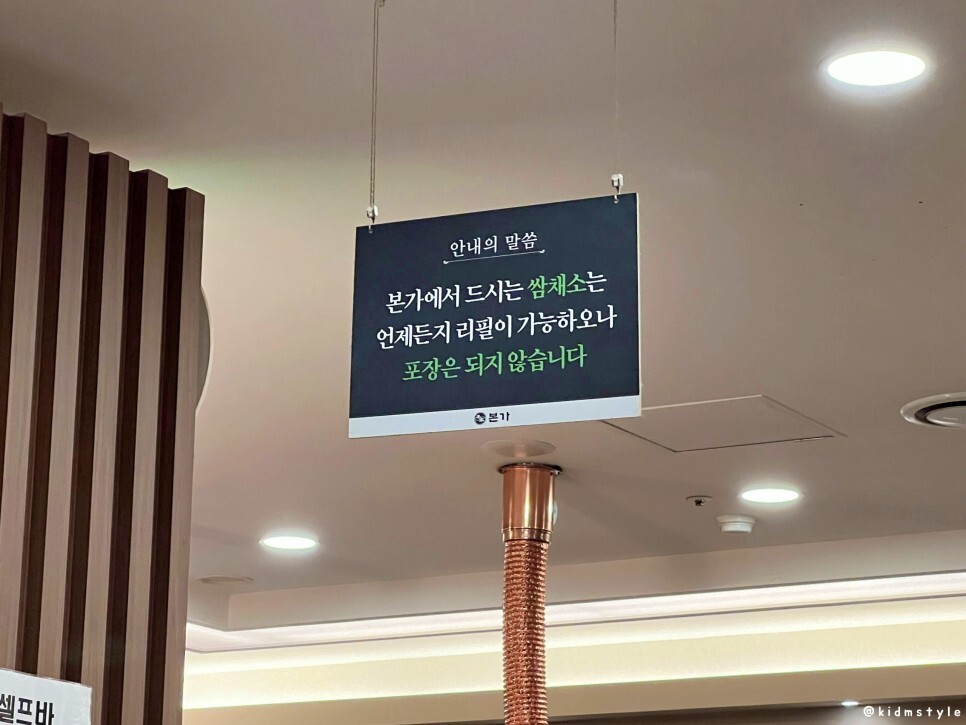 안내의 말씀
본가에서 드시는 쌈채소는
언제든지 리필이 가능하오나
포장은 되지 않습니다
본가
셀프바
@kidmstyle